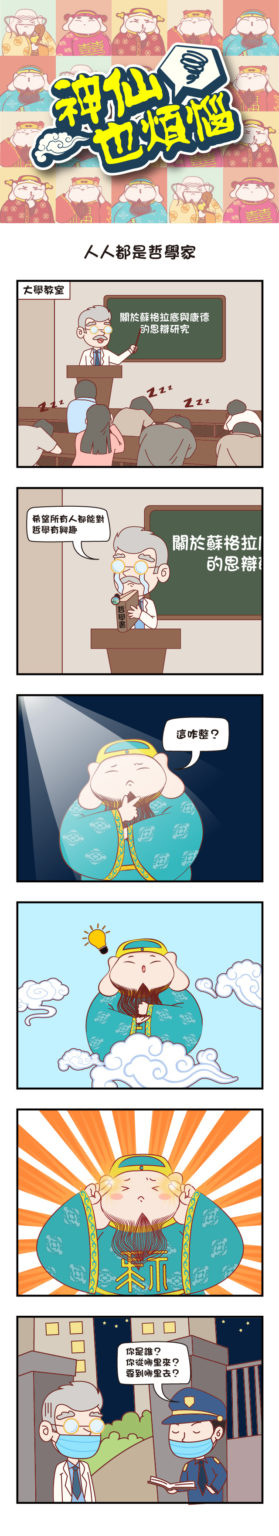 神仙
也煩惱
人人都是哲學家
大學教室
關於蘇格拉底與康德
的思辯研究
zzz
zzz
希望所有人都能對
哲學有興趣
關於蘇格拉底
的思辯研
哲學書
這咋整？
你是誰？
你從哪里來？
要到哪里去？